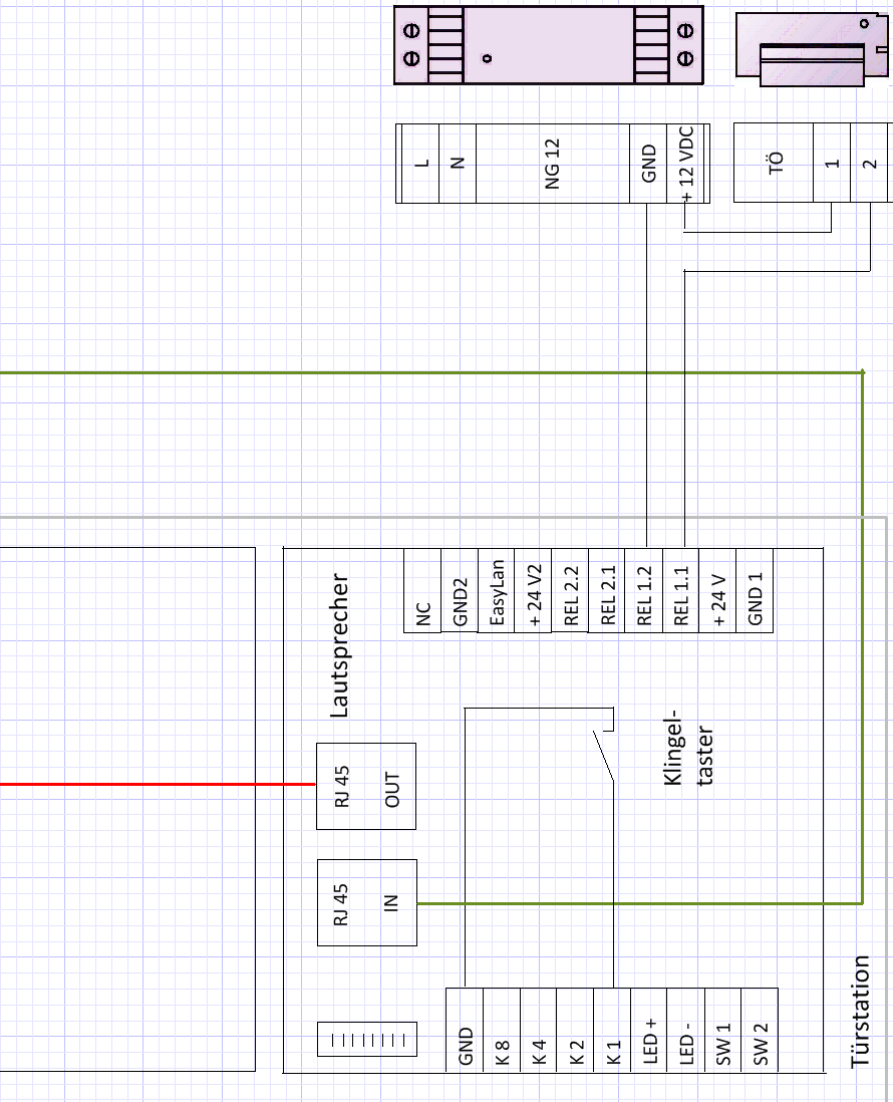 L
N
NG 12
GND
+ 12 VDC
TÖ
1
2
Lautsprecher
NC
GND2
EasyLan
+ 24 V2
REL 2.2
REL 2.1
REL 1.2
REL 1.1
+ 24 V
GND 1
RJ 45
OUT
Klingel-
taster
RJ 45
IN
GND
K 8
K 4
K 2
K 1
LED +
LED -
SW 1
SW 2
Türstation